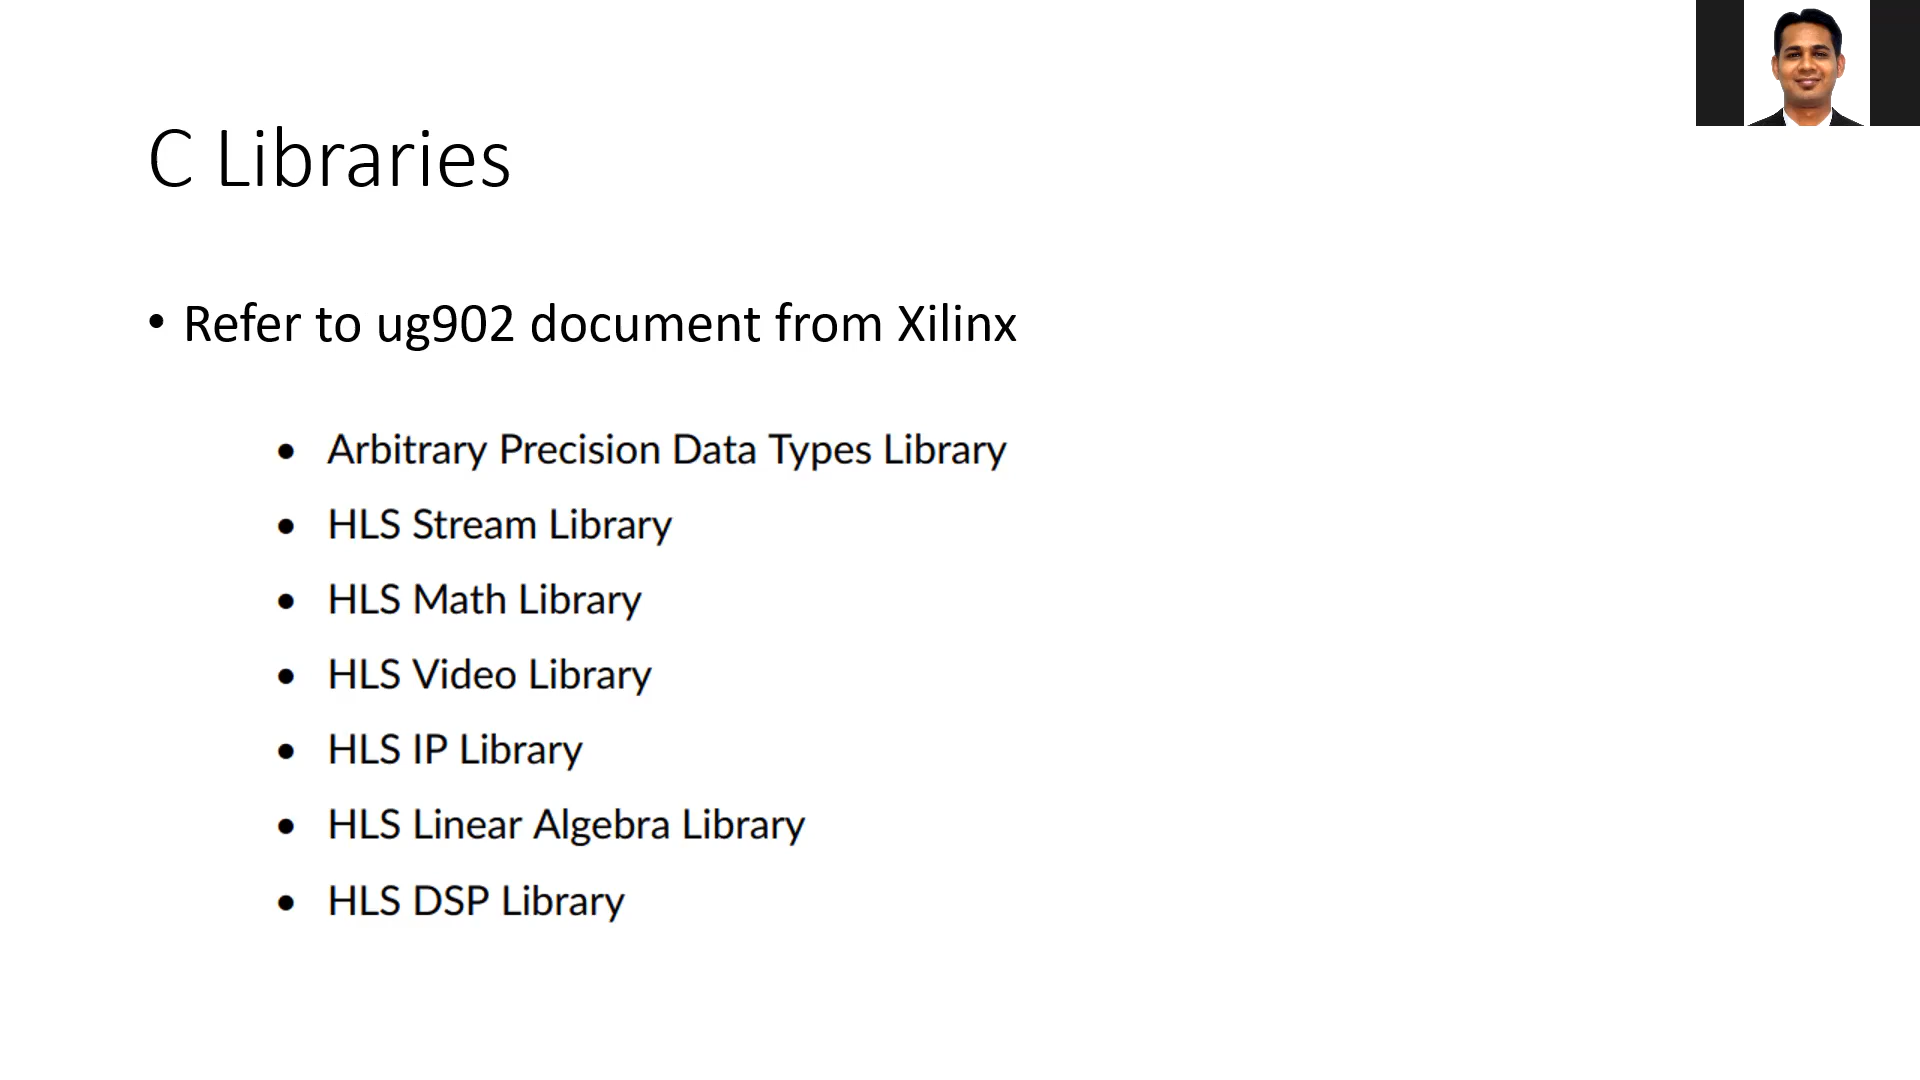 C Libraries
• Refer to ug902 document from Xilinx
• Arbitrary Precision Data Types Library
• HLS Stream Library
• HLS Math Library
• HLS Video Library
• HLS IP Library
• HLS Linear Algebra Library
• HLS DSP Library